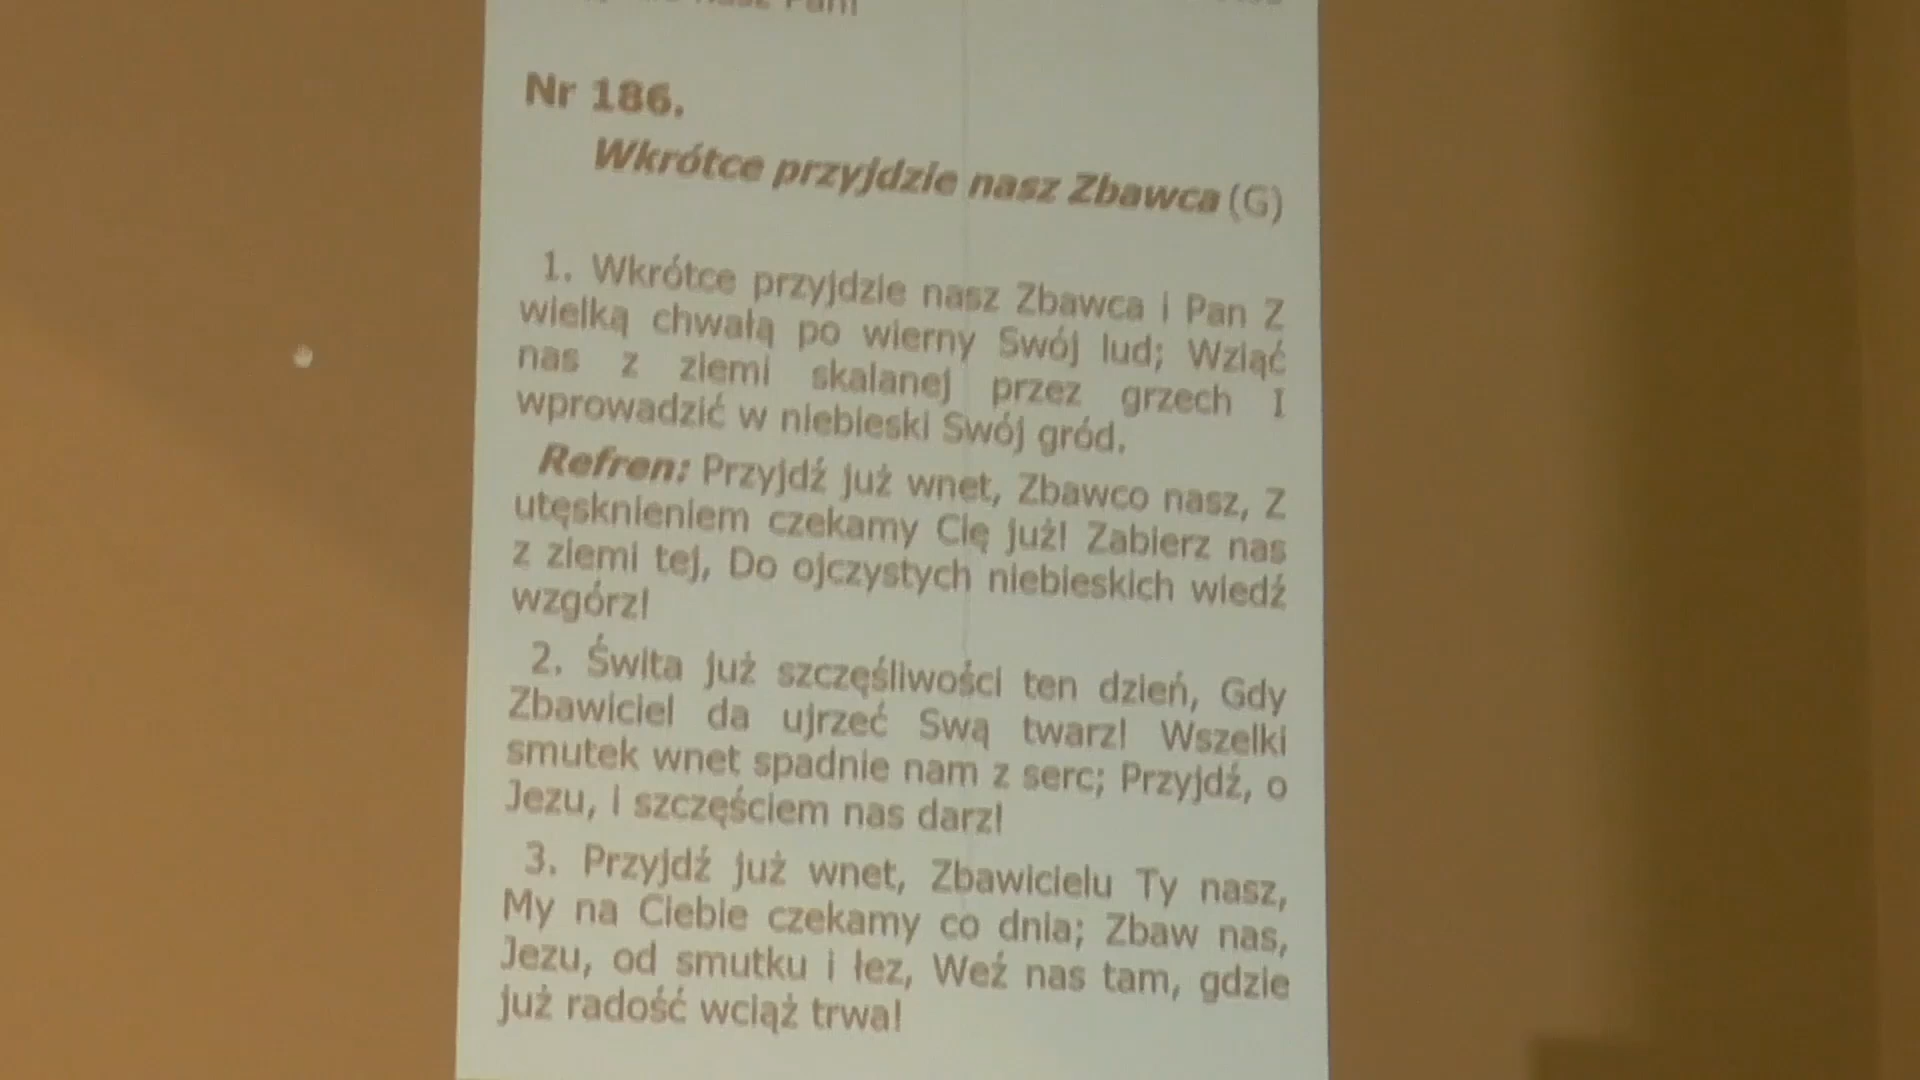 nasz Pam
Nr 186.
Wkrótce przyjdzie nasz Zbawca (G)
1. Wkrótce przyjdzie nasz Zbawca i Pan Z
wielką chwałą po wierny Swój lud; Wziąć
nas z ziemi skalanej przez grzech I
wprowadzić w niebieski Swój gród.
Refren: Przyjdź już wnet, Zbawco nasz, Z
utęsknieniem czekamy Cię już! Zabierz nas
z ziemi tej, Do ojczystych niebieskich wiedź
wzgórz!
2. Świta już szczęśliwości ten dzień, Gdy
Zbawiciel da ujrzeć Swą twarz! Wszelki
smutek wnet spadnie nam z serc; Przyjdź, o
Jezu, i szczęściem nas darz!
3. Przyjdź już wnet, Zbawicielu Ty nasz,
My na Ciebie czekamy co dnia; Zbaw nas,
Jezu, od smutku i łez, Weź nas tam, gdzie
już radość wciąż trwa!